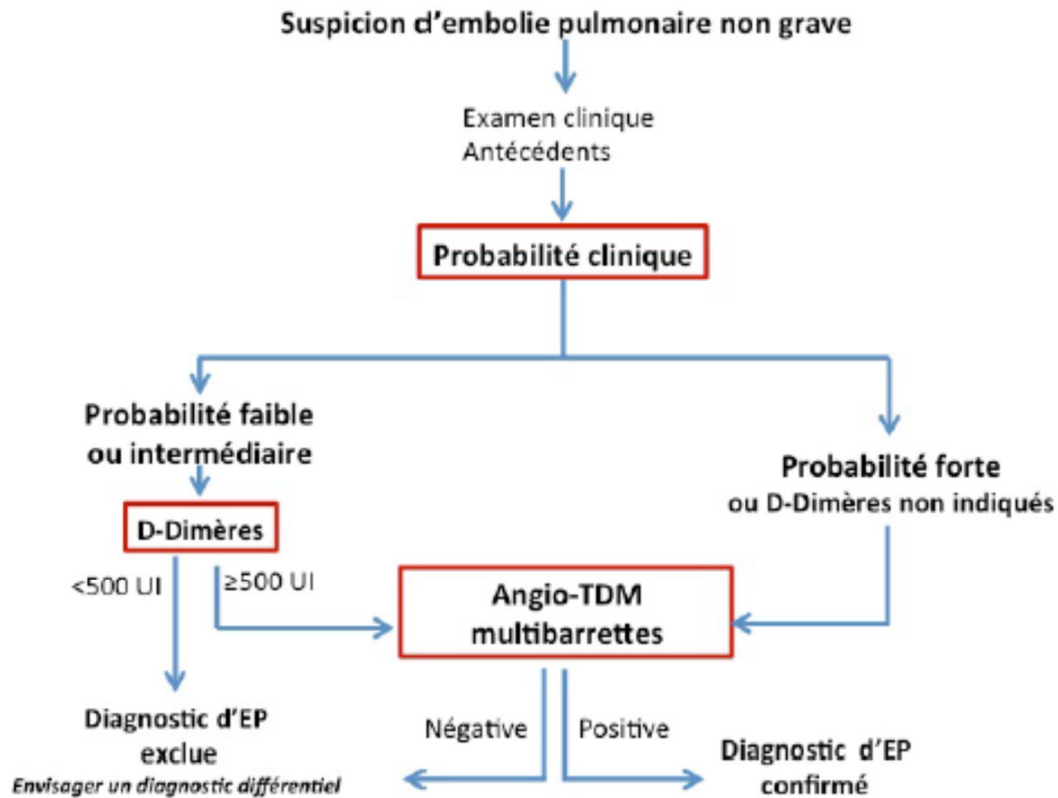 Suspicion d'embolie pulmonaire non grave
Examen clinique
Antécédents
Probabilité clinique
Probabilité faible
ou intermédiaire
Probabilité forte
ou D-Dimères non indiqués
D-Dimères
<500 UI
≥500 UI
Angio-TDM
multibarrettes
Diagnostic d'EP
exclue
Envisager un diagnostic différentiel
Négative
Positive
Diagnostic d'EP
confirmé